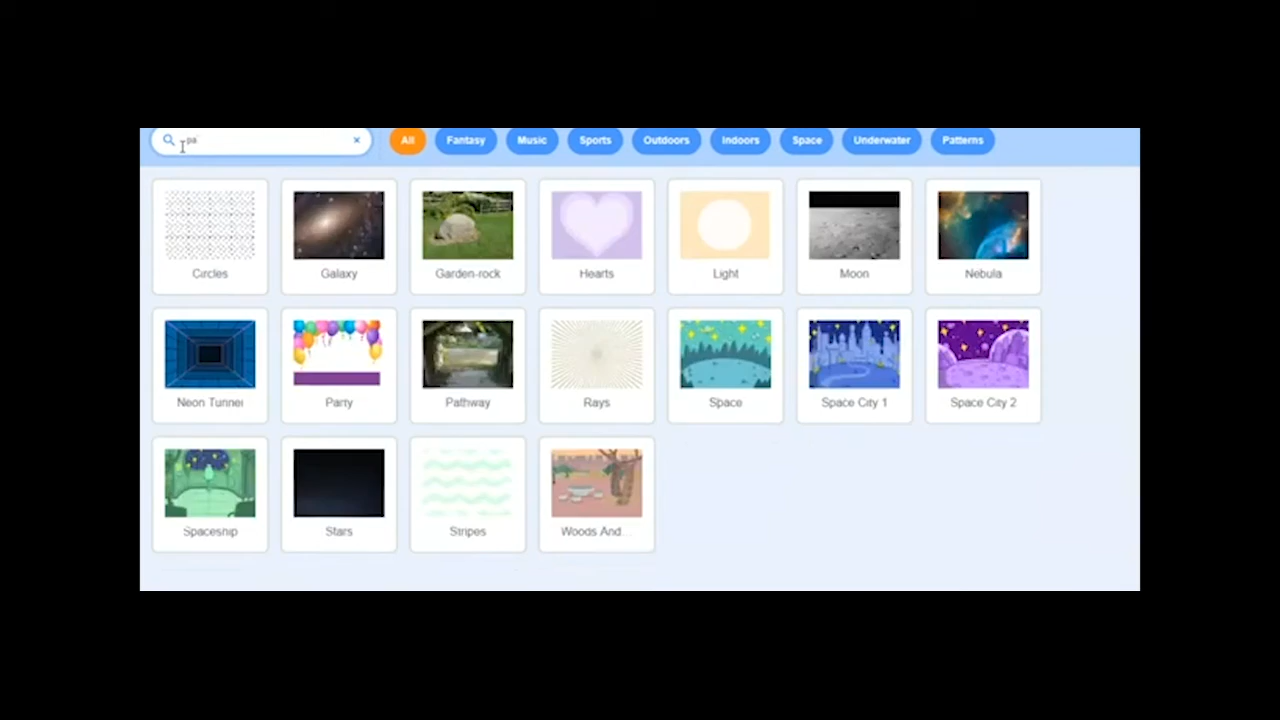 pa
All Fantasy Music Sports Outdoors Indoors Space Underwater Patterns
Circles Galaxy Garden-rock Hearts Light Moon Nebula
Neon Tunnel Party Pathway Rays Space Space City 1 Space City 2
Spaceship Stars Stripes Woods And...